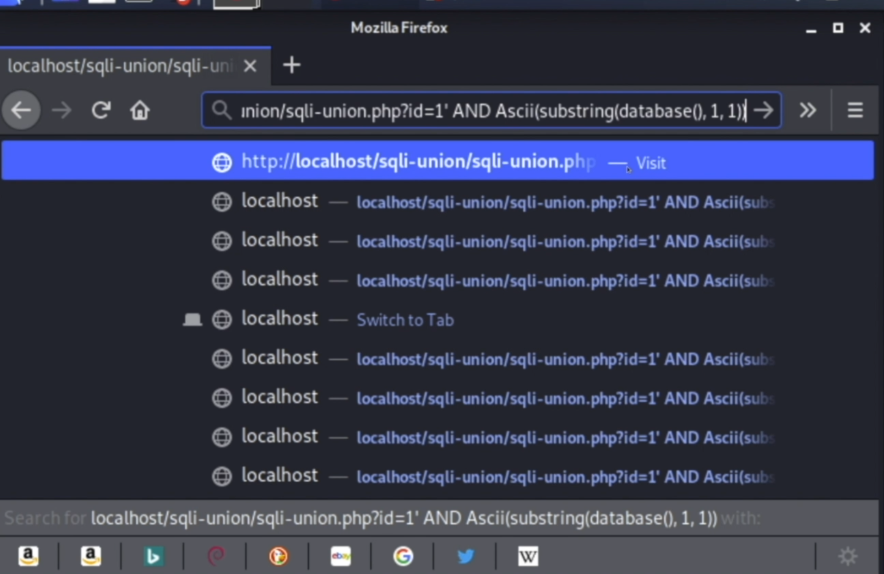 Mozilla Firefox
localhost/sqli-union/sqli-uni
union/sqli-union.php?id=1' AND Ascii(substring(database(), 1, 1))
http://localhost/sqli-union/sqli-union.php — Visit
localhost — localhost/sqli-union/sqli-union.php?id=1' AND Ascii(subs
localhost — localhost/sqli-union/sqli-union.php?id=1' AND Ascii(subs
localhost — localhost/sqli-union/sqli-union.php?id=1' AND Ascii(subs
localhost — Switch to Tab
localhost — localhost/sqli-union/sqli-union.php?id=1' AND Ascii(subs
localhost — localhost/sqli-union/sqli-union.php?id=1' AND Ascii(subs
localhost — localhost/sqli-union/sqli-union.php?id=1' AND Ascii(subs
localhost — localhost/sqli-union/sqli-union.php?id=1' AND Ascii(subs
Search for localhost/sqli-union/sqli-union.php?id=1' AND Ascii(substring(database(), 1, 1)) with:
a a b ebay G W